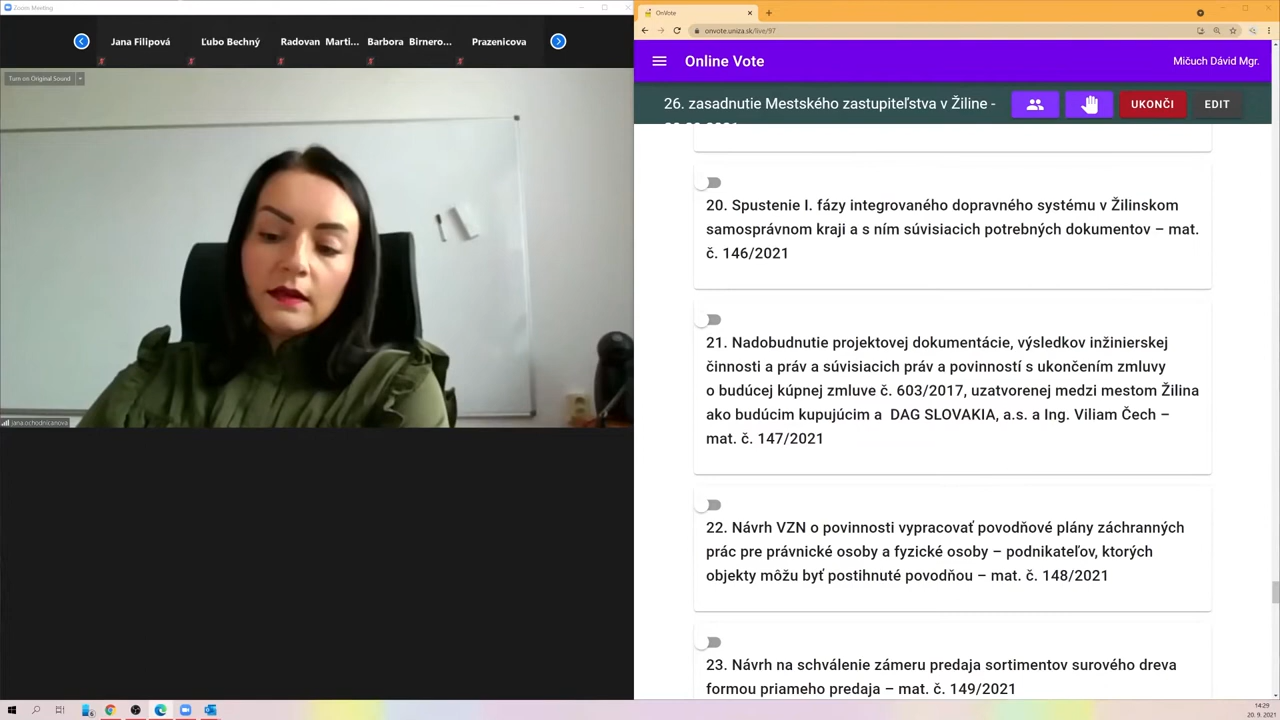 Zoom Meeting
Jana Filipová
Ľubo Bechný
Radovan Marti...
Barbora Birnero...
Prazenicova
Turn on Original Sound
jana.ochodnicanova
OnVote
onvote.uniza.sk/live/97
Online Vote
Mičuch Dávid Mgr.
26. zasadnutie Mestského zastupiteľstva v Žiline -
UKONČI
EDIT
20. Spustenie I. fázy integrovaného dopravného systému v Žilinskom
samosprávnom kraji a s ním súvisiacich potrebných dokumentov – mat.
č. 146/2021
21. Nadobudnutie projektovej dokumentácie, výsledkov inžinierskej
činnosti a práv a súvisiacich práv a povinností s ukončením zmluvy
o budúcej kúpnej zmluve č. 603/2017, uzatvorenej medzi mestom Žilina
ako budúcim kupujúcim a DAG SLOVAKIA, a.s. a Ing. Viliam Čech –
mat. č. 147/2021
22. Návrh VZN o povinnosti vypracovať povodňové plány záchranných
prác pre právnické osoby a fyzické osoby – podnikateľov, ktorých
objekty môžu byť postihnuté povodňou – mat. č. 148/2021
23. Návrh na schválenie zámeru predaja sortimentov surového dreva
formou priameho predaja – mat. č. 149/2021
14:29
20. 9. 2021